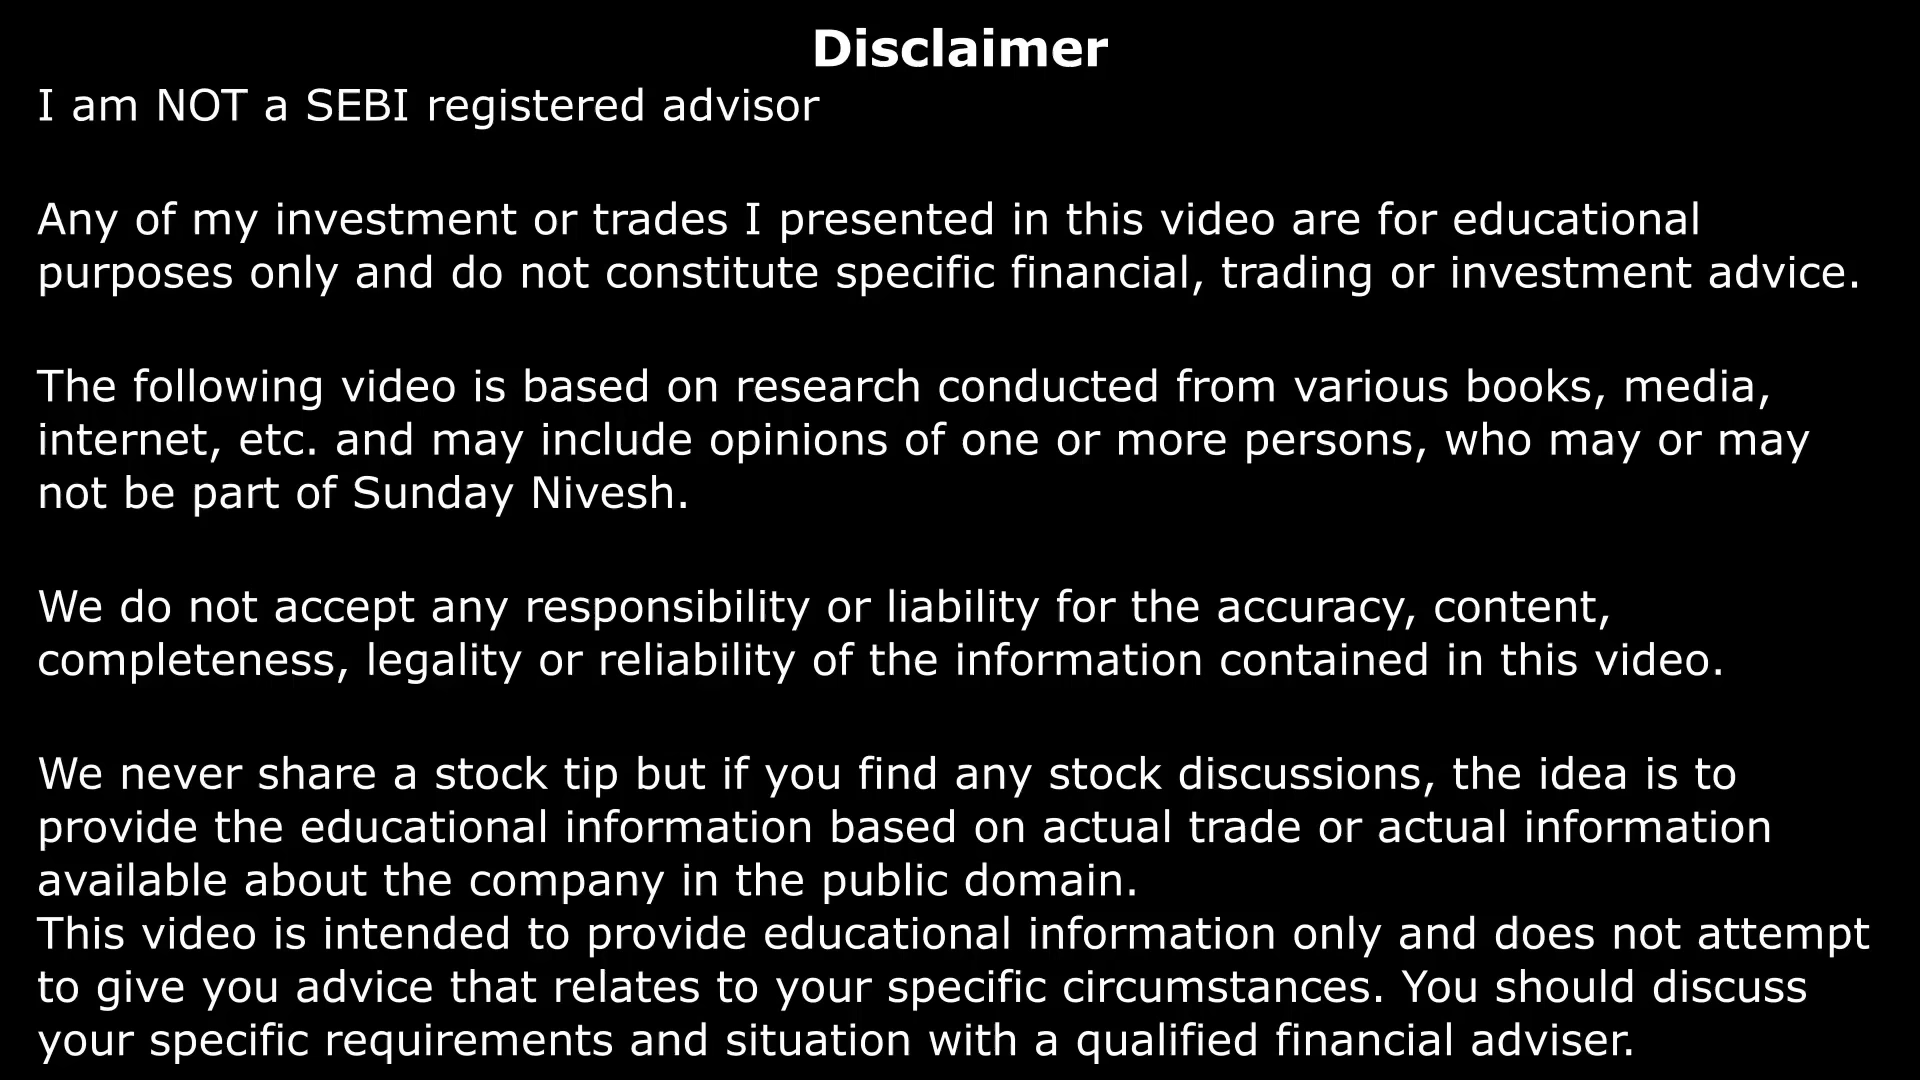 Disclaimer
I am NOT a SEBI registered advisor
Any of my investment or trades I presented in this video are for educational
purposes only and do not constitute specific financial, trading or investment advice.
The following video is based on research conducted from various books, media,
internet, etc. and may include opinions of one or more persons, who may or may
not be part of Sunday Nivesh.
We do not accept any responsibility or liability for the accuracy, content,
completeness, legality or reliability of the information contained in this video.
We never share a stock tip but if you find any stock discussions, the idea is to
provide the educational information based on actual trade or actual information
available about the company in the public domain.
This video is intended to provide educational information only and does not attempt
to give you advice that relates to your specific circumstances. You should discuss
your specific requirements and situation with a qualified financial adviser.